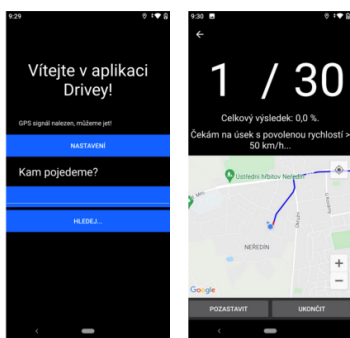 9:29
Vítejte v aplikaci
Drivey!
GPS signál nalezen, můžeme jet!
NASTAVENÍ
Kam pojedeme?
HLEDEJ...
9:30
1 / 30
Celkový výsledek: 0,0 %.
Čekám na úsek s povolenou rychlostí >
50 km/h...
Ústřední hřbitov Neředín
NEŘEDÍN
Google
POZASTAVIT
UKONČIT